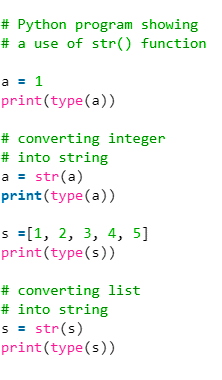 # Python program showing
# a use of str() function
a = 1
print(type(a))
# converting integer
# into string
a = str(a)
print(type(a))
s =[1, 2, 3, 4, 5]
print(type(s))
# converting list
# into string
s = str(s)
print(type(s))